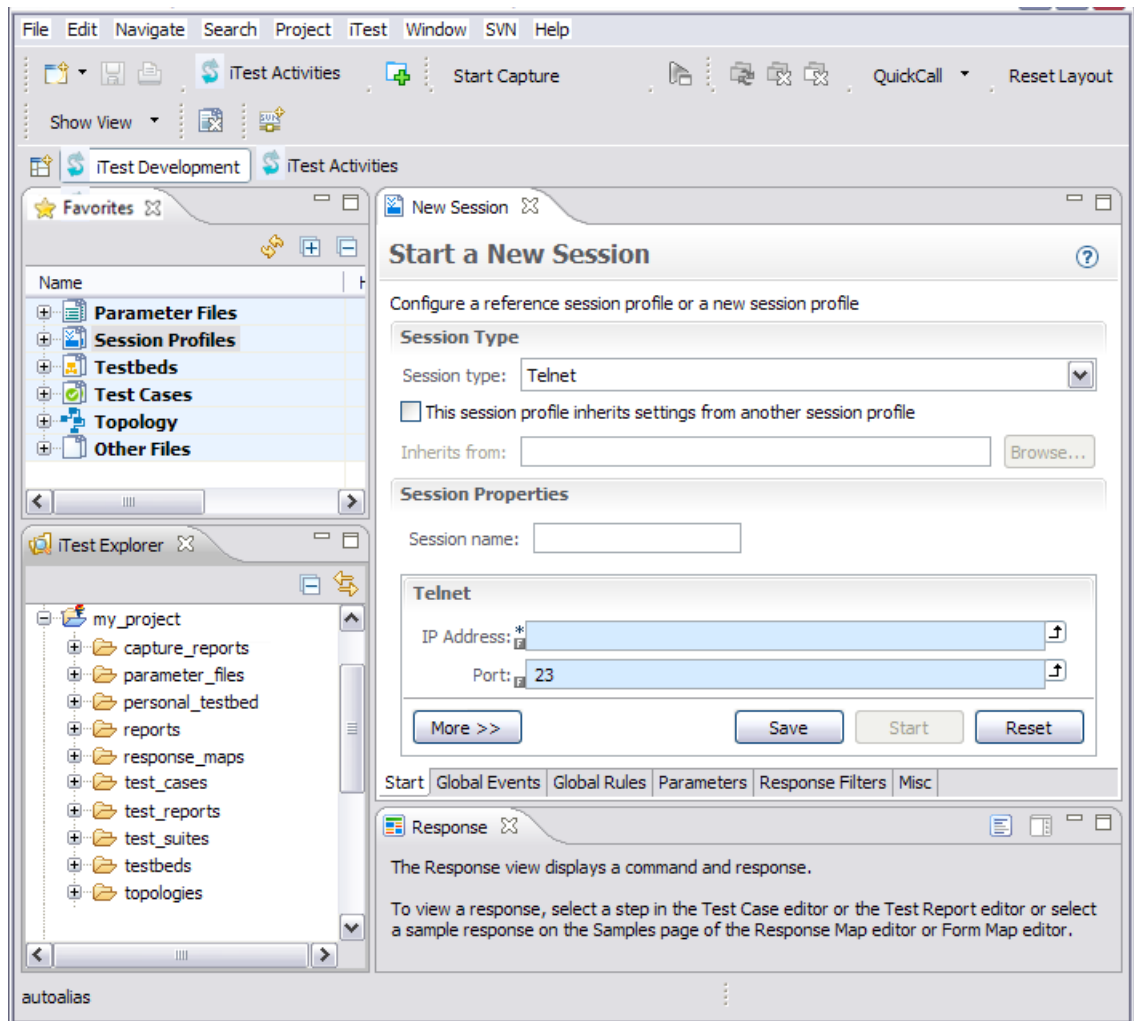 File Edit Navigate Search Project iTest Window SVN Help
iTest Activities Start Capture QuickCall Reset Layout
Show View
iTest Development iTest Activities
Favorites
Name H
Parameter Files
Session Profiles
Testbeds
Test Cases
Topology
Other Files
iTest Explorer
my_project
capture_reports
parameter_files
personal_testbed
reports
response_maps
test_cases
test_reports
test_suites
testbeds
topologies
New Session
Start a New Session
Configure a reference session profile or a new session profile
Session Type
Session type: Telnet
This session profile inherits settings from another session profile
Inherits from: Browse...
Session Properties
Session name:
Telnet
IP Address:*
Port: 23
More >> Save Start Reset
Start Global Events Global Rules Parameters Response Filters Misc
Response
The Response view displays a command and response.
To view a response, select a step in the Test Case editor or the Test Report editor or select
a sample response on the Samples page of the Response Map editor or Form Map editor.
autoalias